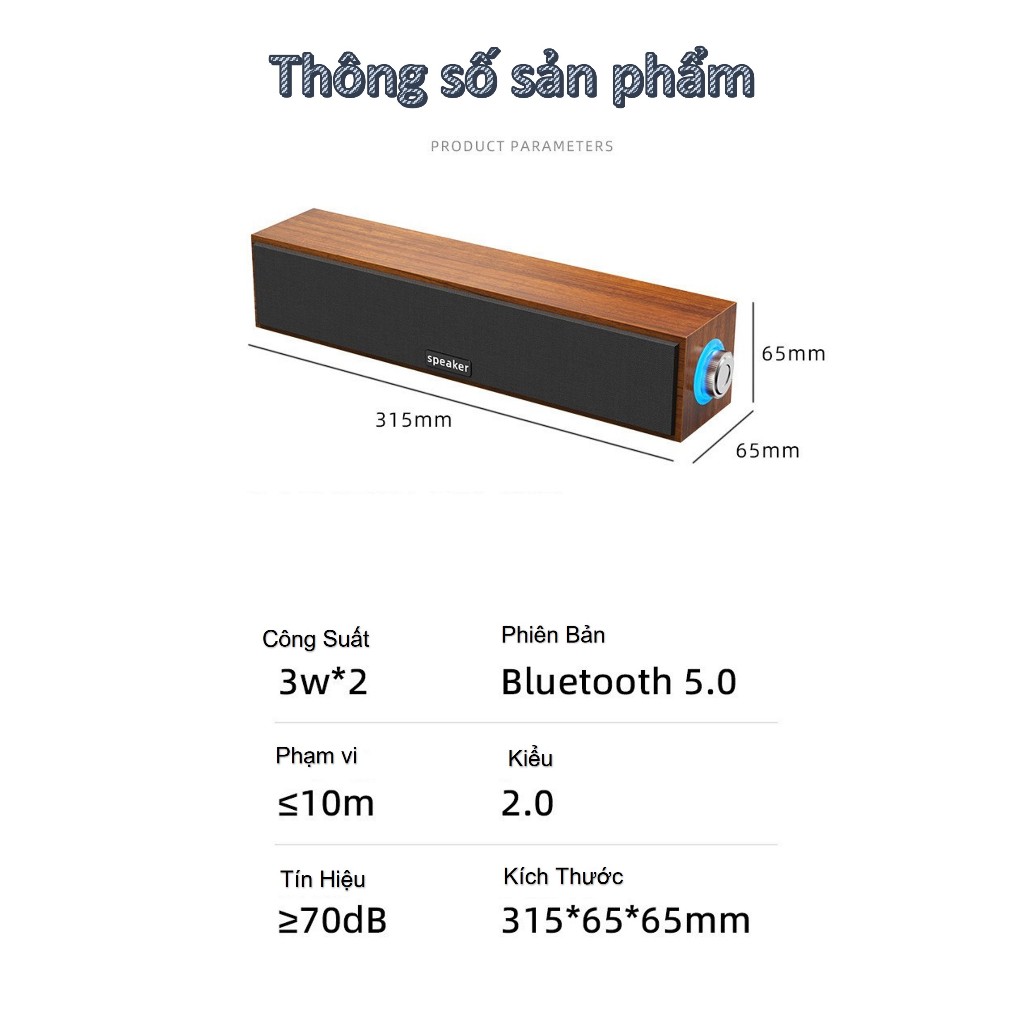 Thông số sản phẩm
PRODUCT PARAMETERS
speaker
65mm
315mm
65mm
Công Suất
Phiên Bản
3w*2
Bluetooth 5.0
Phạm vi
Kiểu
≤10m
2.0
Tín Hiệu
Kích Thước
≥70dB
315*65*65mm